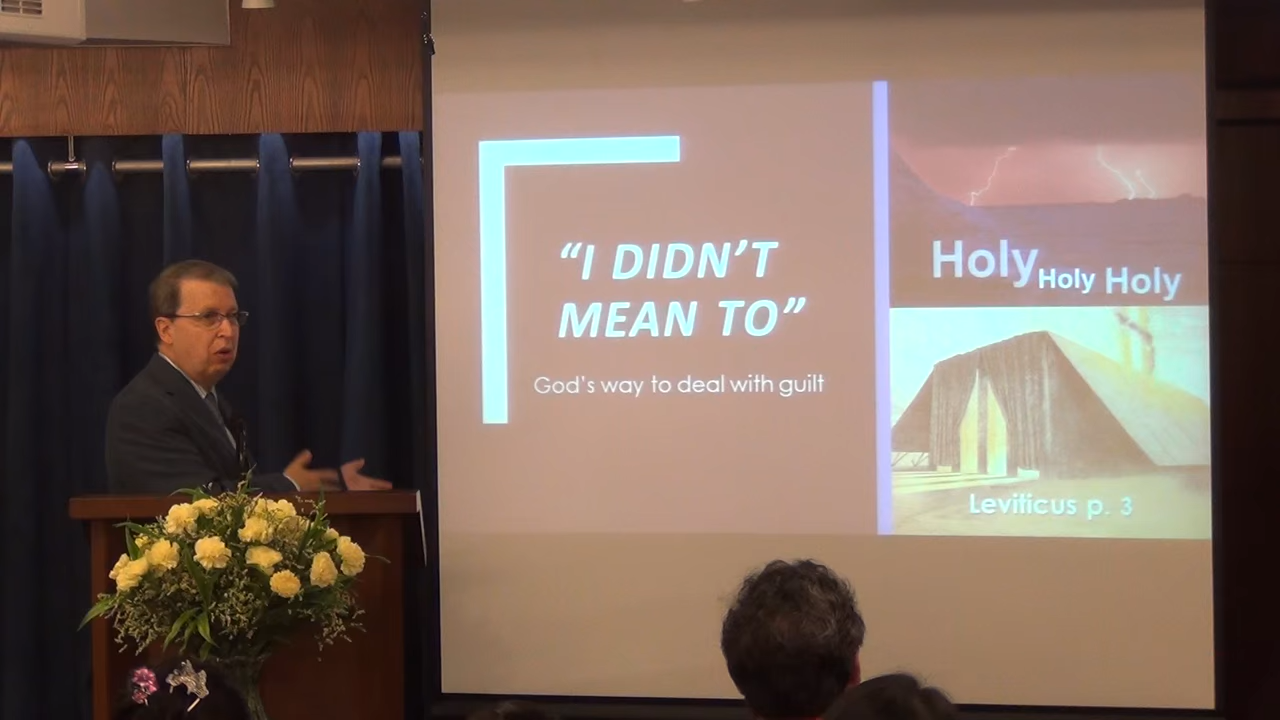 “I DIDN’T
MEAN TO”
God’s way to deal with guilt
Holy Holy Holy
Leviticus p. 3